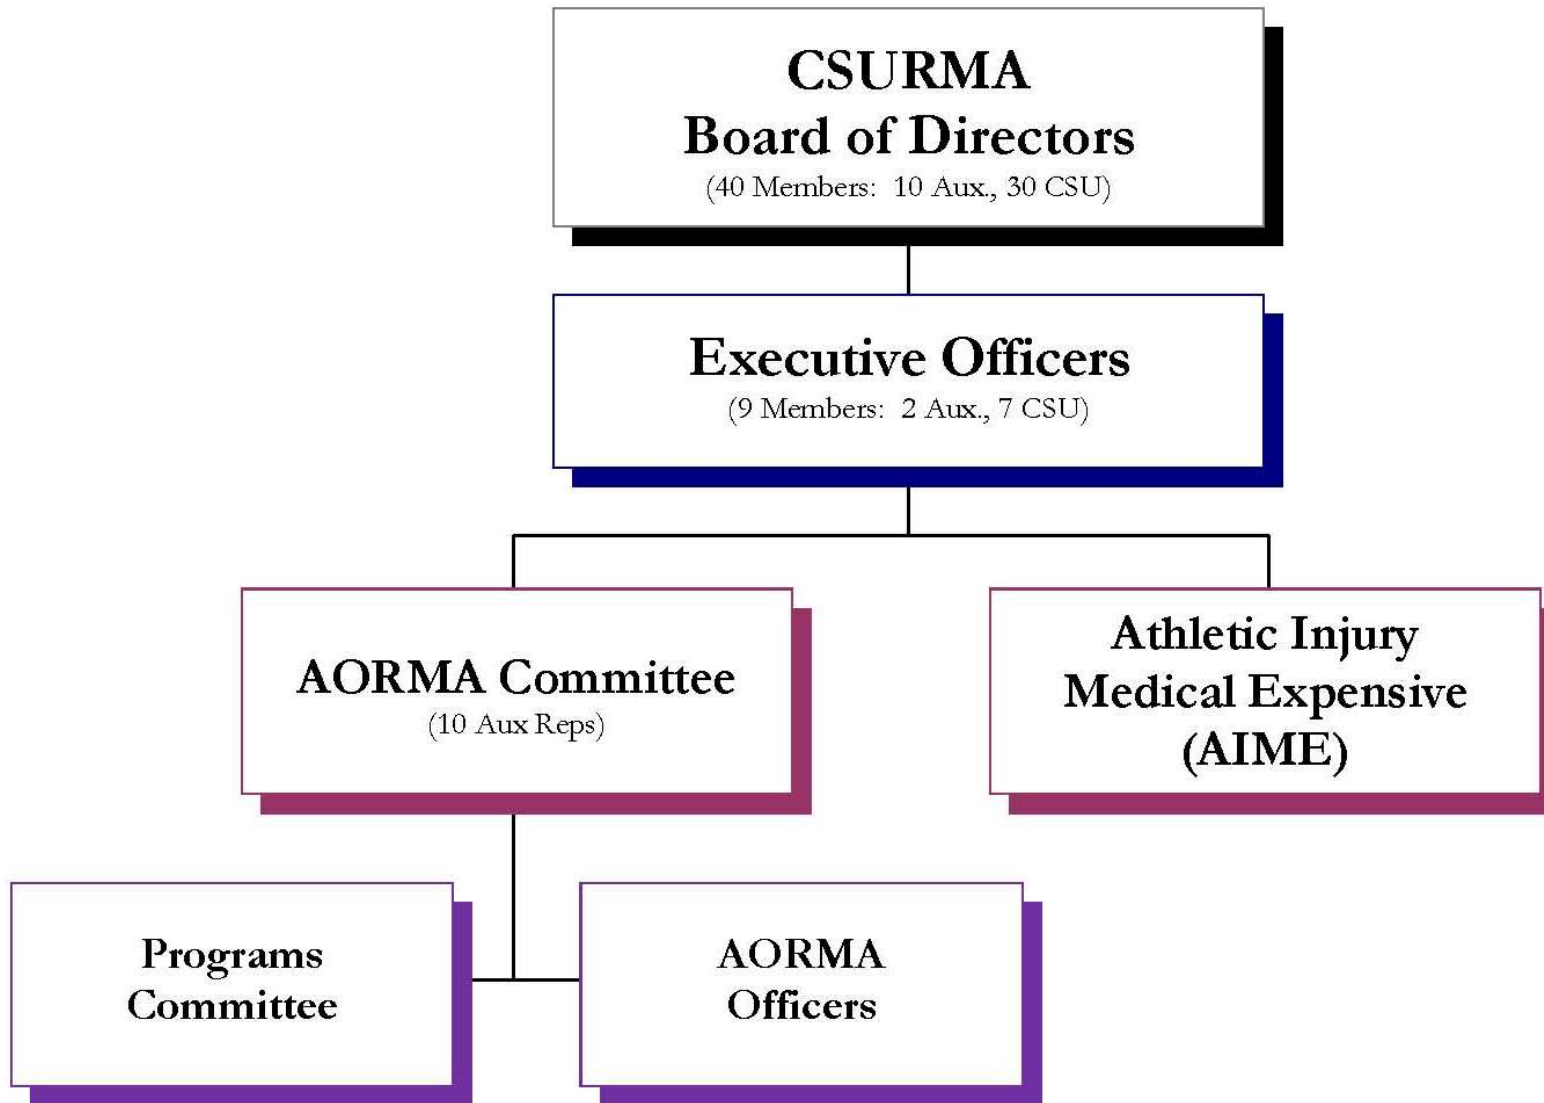 CSURMA
Board of Directors
(40 Members:  10 Aux., 30 CSU)
Executive Officers
(9 Members:  2 Aux., 7 CSU)
AORMA Committee
(10 Aux Reps)
Athletic Injury
Medical Expensive
(AIME)
Programs
Committee
AORMA
Officers